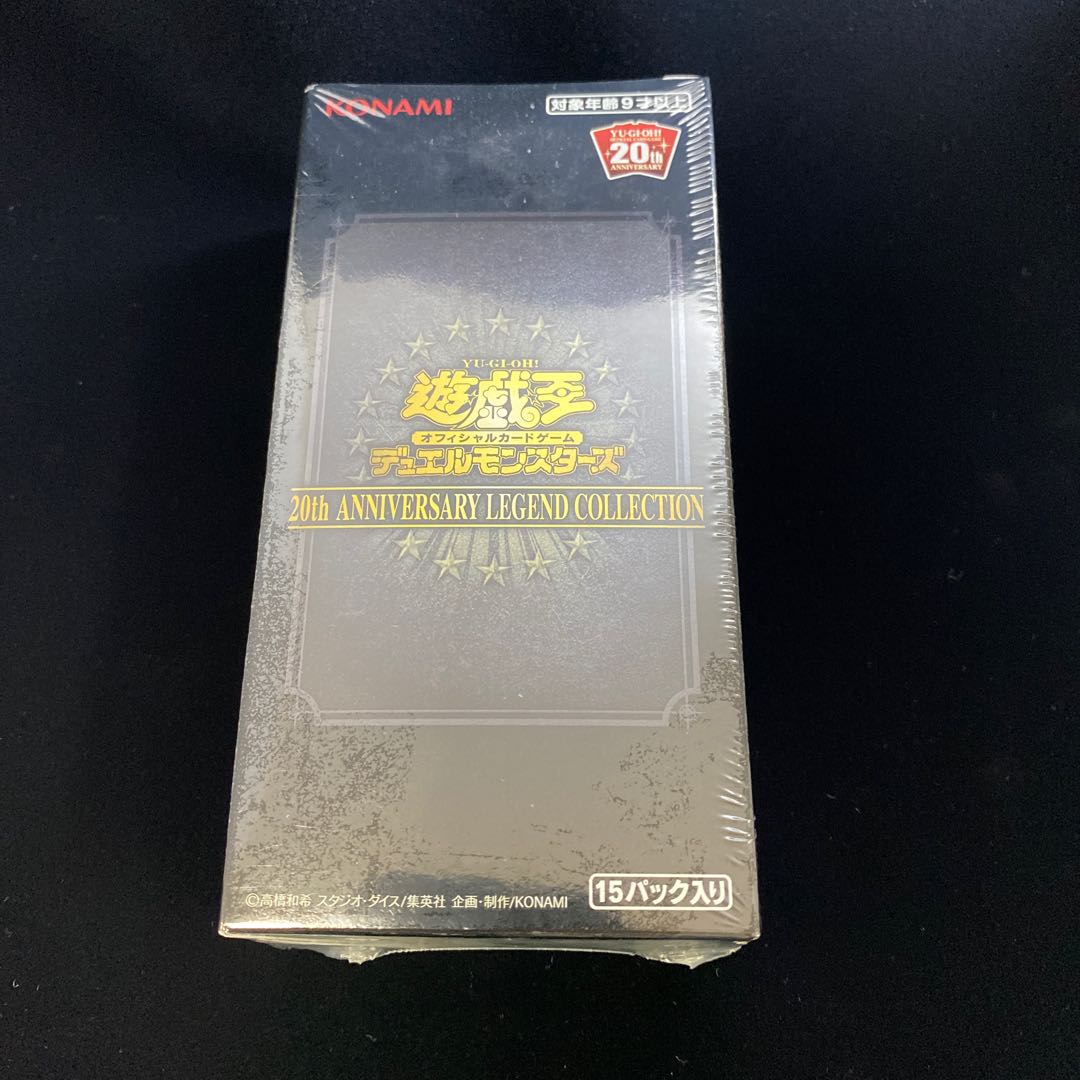 KONAMI
対象年齢9才以上
YU-GI-OH!
OFFICIAL CARD GAME
20th
ANNIVERSARY
YU-GI-OH!
遊戯王
オフィシャルカードゲーム
デュエルモンスターズ
20th ANNIVERSARY LEGEND COLLECTION
15パック入り
©高橋和希 スタジオ・ダイス/集英社 企画・制作/KONAMI